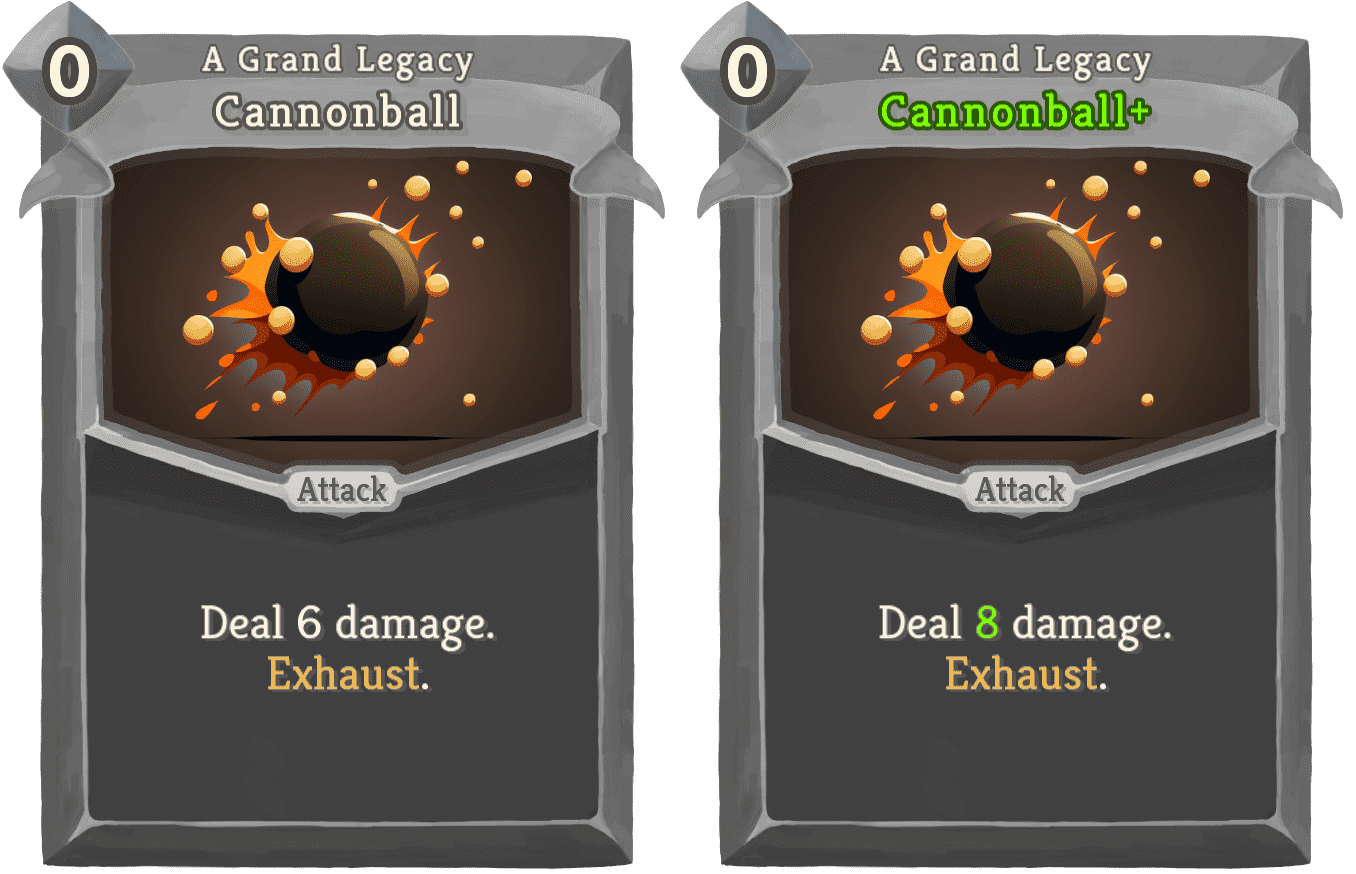 0
A Grand Legacy
Cannonball
Attack
Deal 6 damage.
Exhaust.
0
A Grand Legacy
Cannonball+
Attack
Deal 8 damage.
Exhaust.